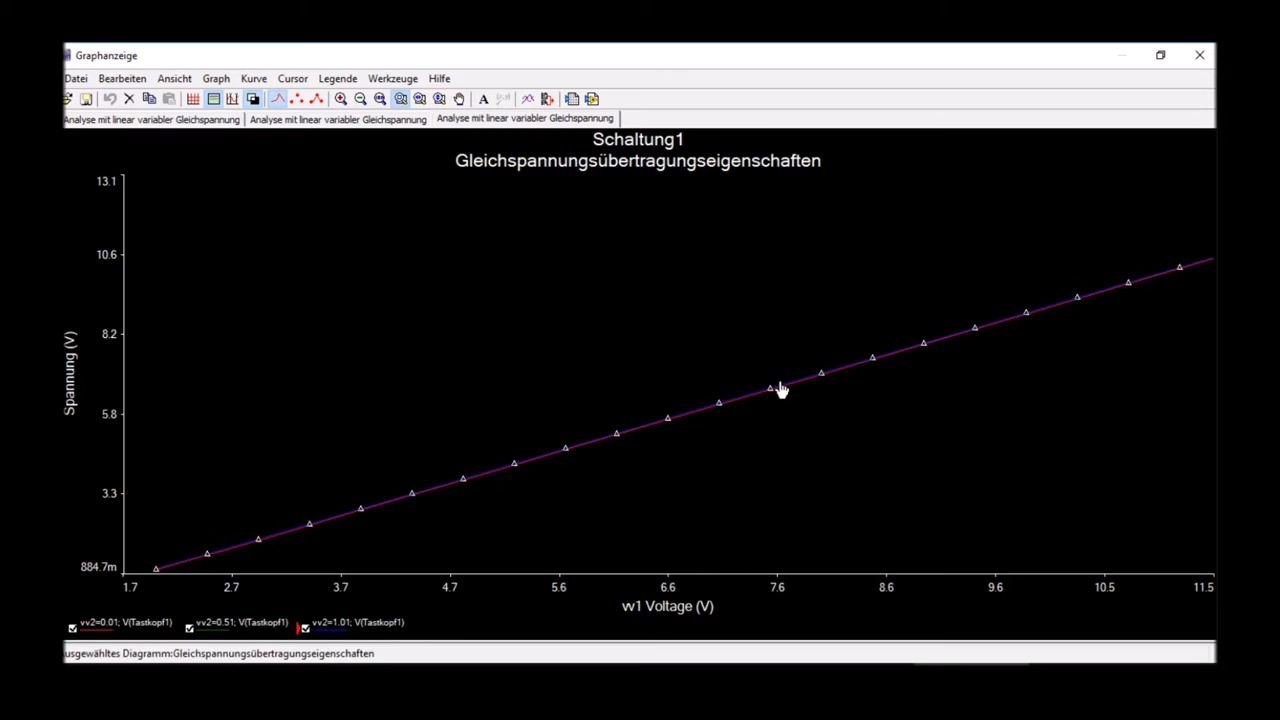 Graphanzeige
Datei Bearbeiten Ansicht Graph Kurve Cursor Legende Werkzeuge Hilfe
A
Analyse mit linear variabler Gleichspannung Analyse mit linear variabler Gleichspannung Analyse mit linear variabler Gleichspannung
Schaltung1
Gleichspannungsübertragungseigenschaften
13.1
10.6
8.2
5.8
3.3
884.7m
Spannung (V)
1.7 2.7 3.7 4.7 5.6 6.6 7.6 8.6 9.6 10.5 11.5
vv1 Voltage (V)
vv2=0.01; V(Tastkopf1) vv2=0.51; V(Tastkopf1) vv2=1.01; V(Tastkopf1)
usgewähltes Diagramm:Gleichspannungsübertragungseigenschaften